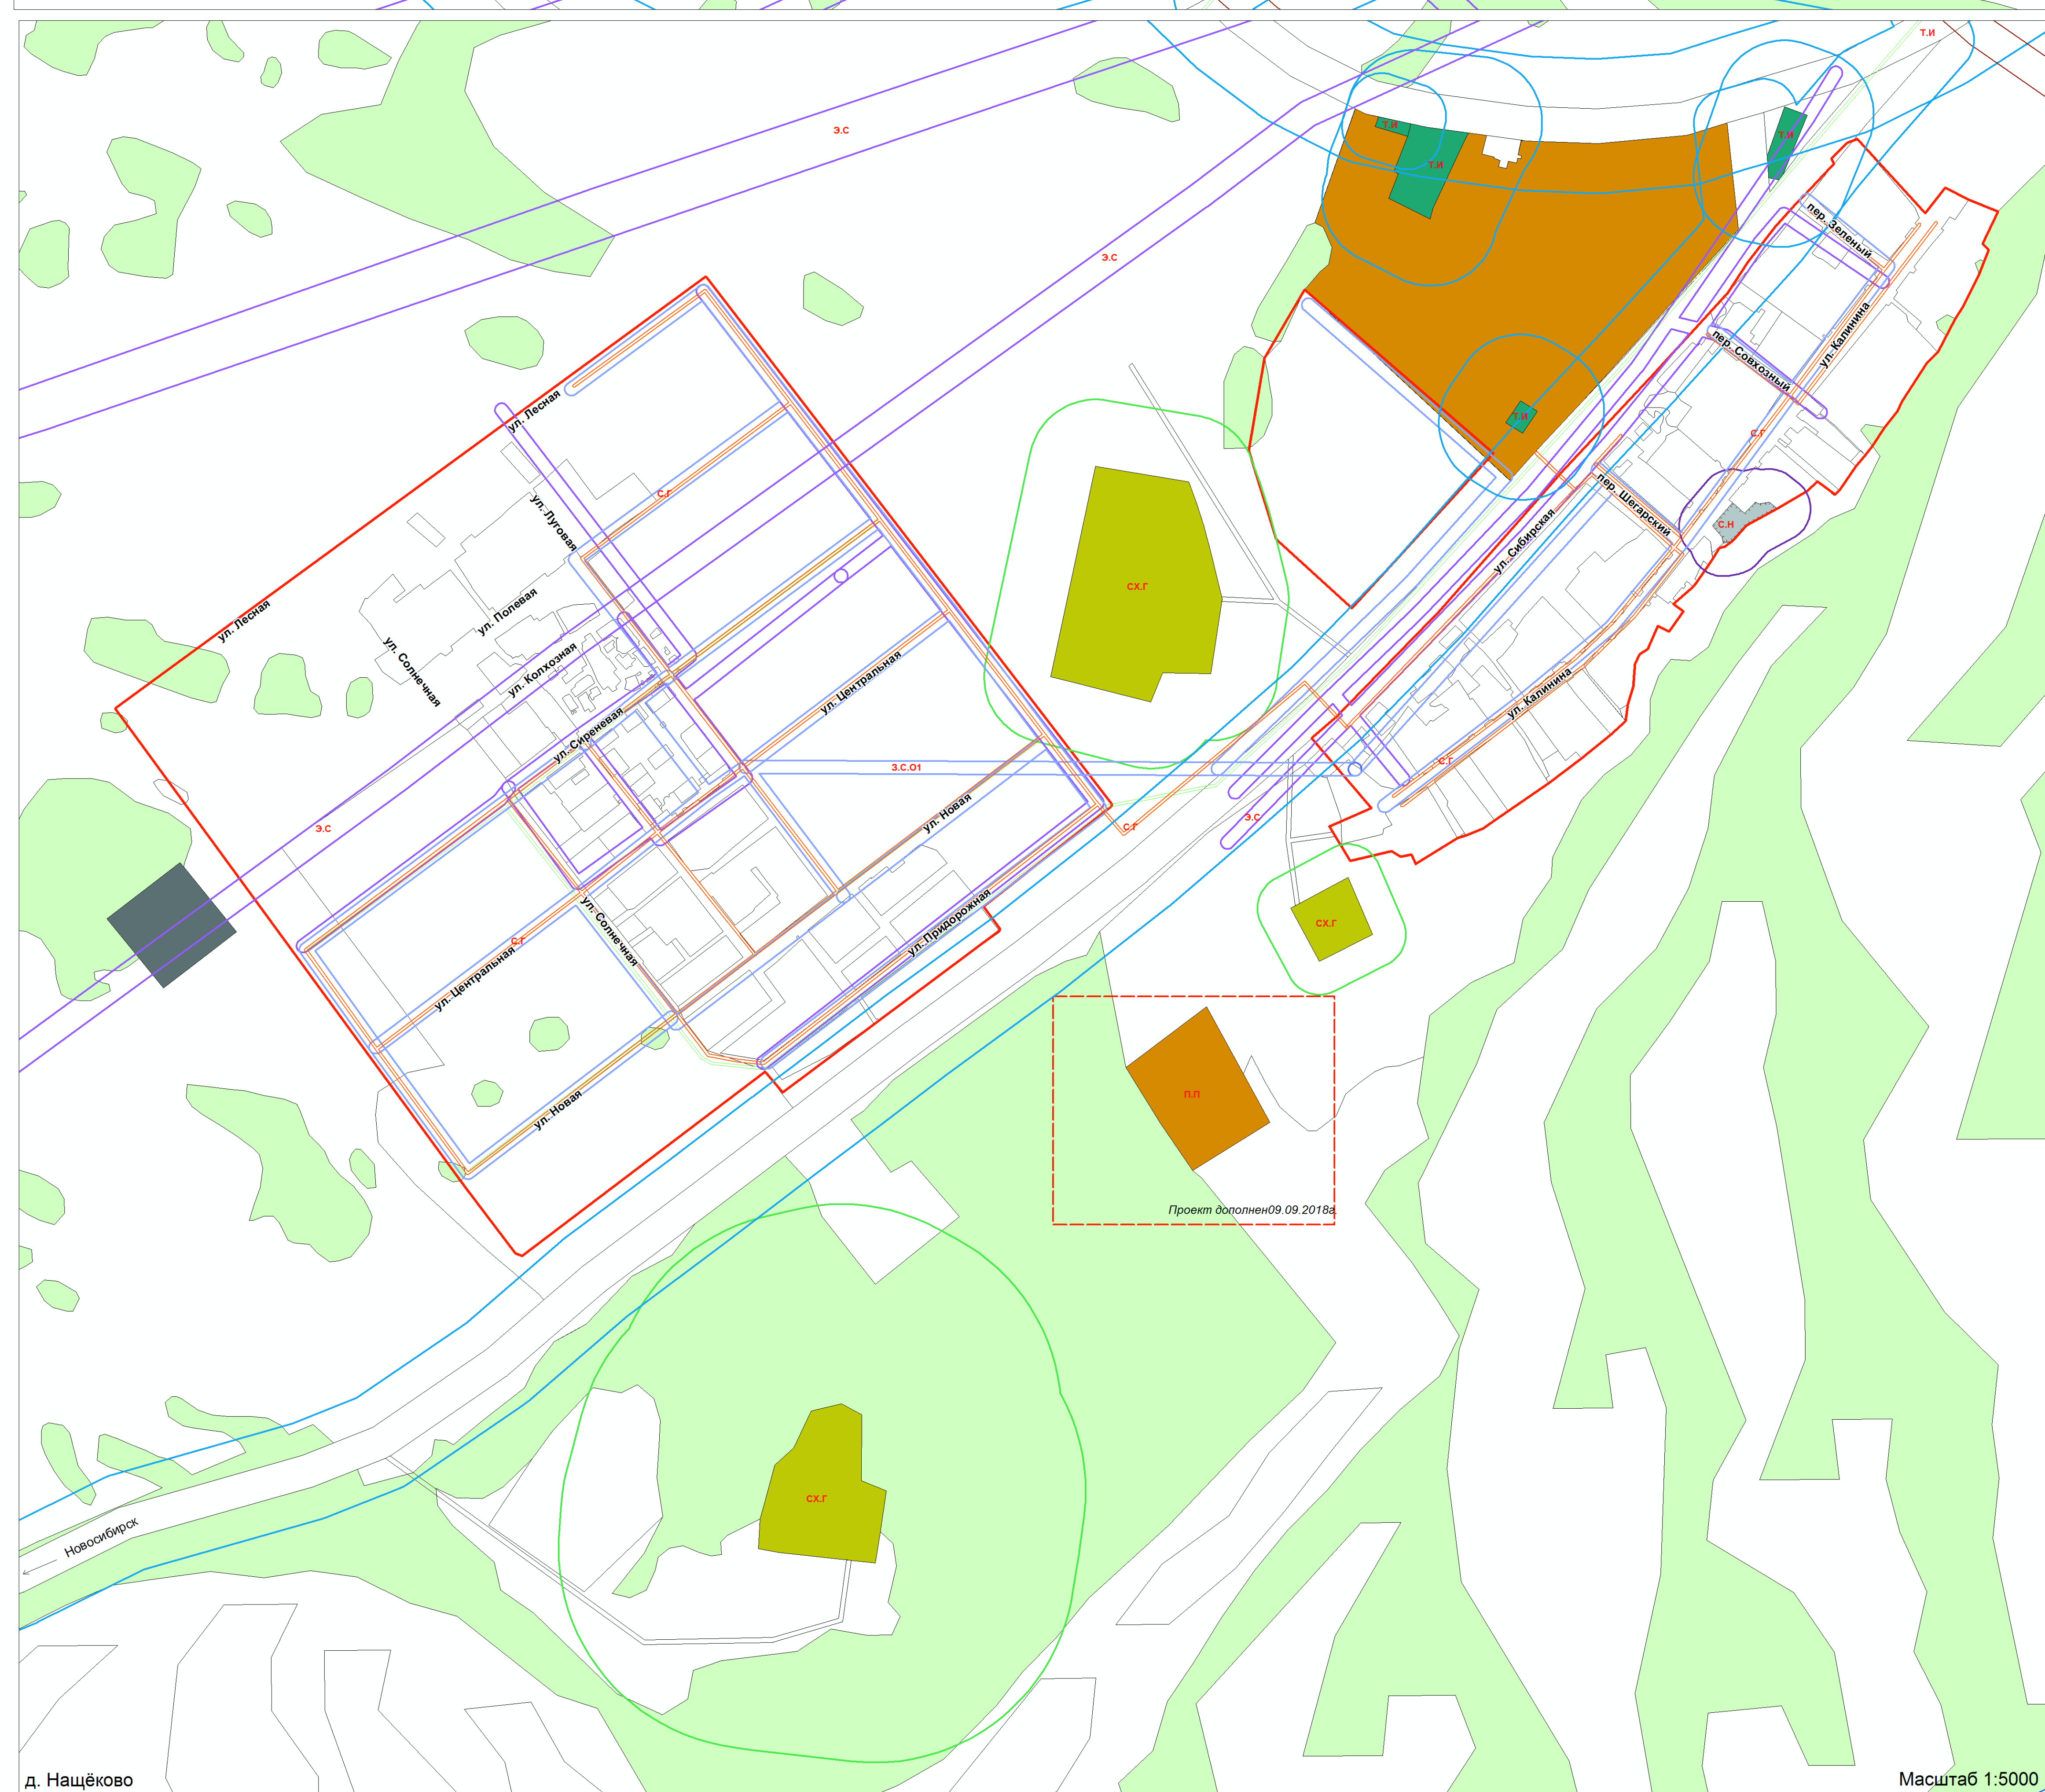 Т.И
Э.С
Т.И
Т.И
Т.И
пер. Зеленый
Э.С
ул. Калинина
пер. Совхозный
ул. Лесная
Т.И
С.Г
С.Г
пер. Шегарский
С.Н
ул. Луговая
ул. Сибирская
СХ.Г
ул. Полевая
ул. Лесная
ул. Солнечная
ул. Колхозная
ул. Центральная
ул. Калинина
ул. Сиреневая
С.Г
З.С.О1
ул. Новая
Э.С
С.Г
Э.С
СХ.Г
ул. Придорожная
ул. Солнечная
С.Г
ул. Центральная
П.П
ул. Новая
Проект дополнен09.09.2018г.
СХ.Г
Новосибирск
д. Нащёково
Масштаб 1:5000